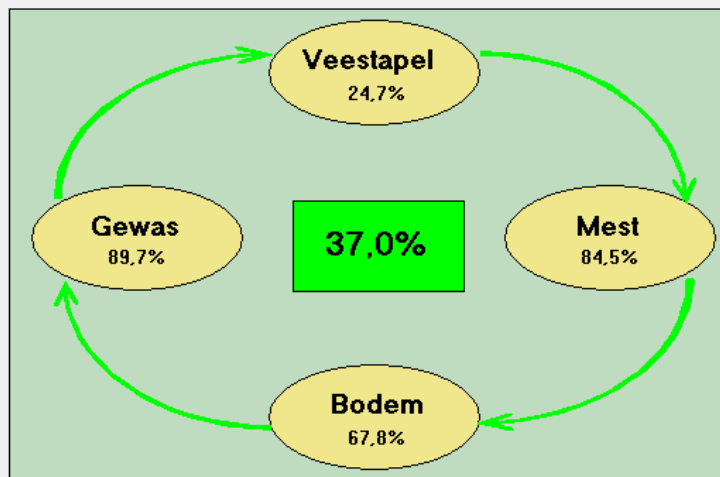 Veestapel
24,7%
Gewas
89,7%
37,0%
Mest
84,5%
Bodem
67,8%